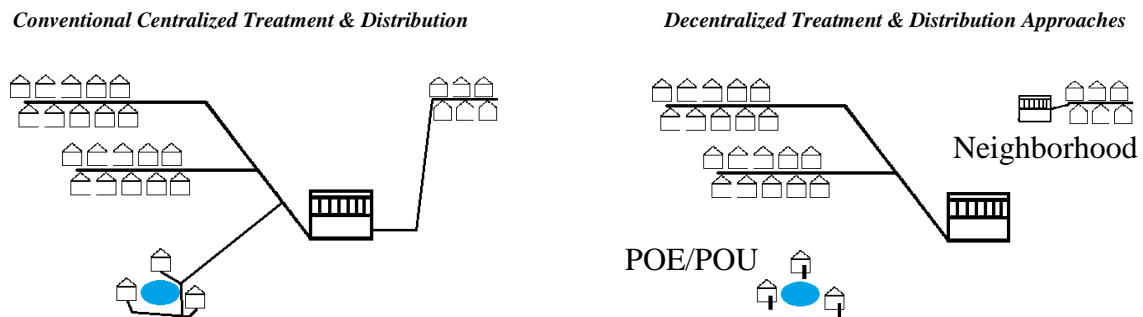 Conventional Centralized Treatment & Distribution
Decentralized Treatment & Distribution Approaches
Neighborhood
POE/POU